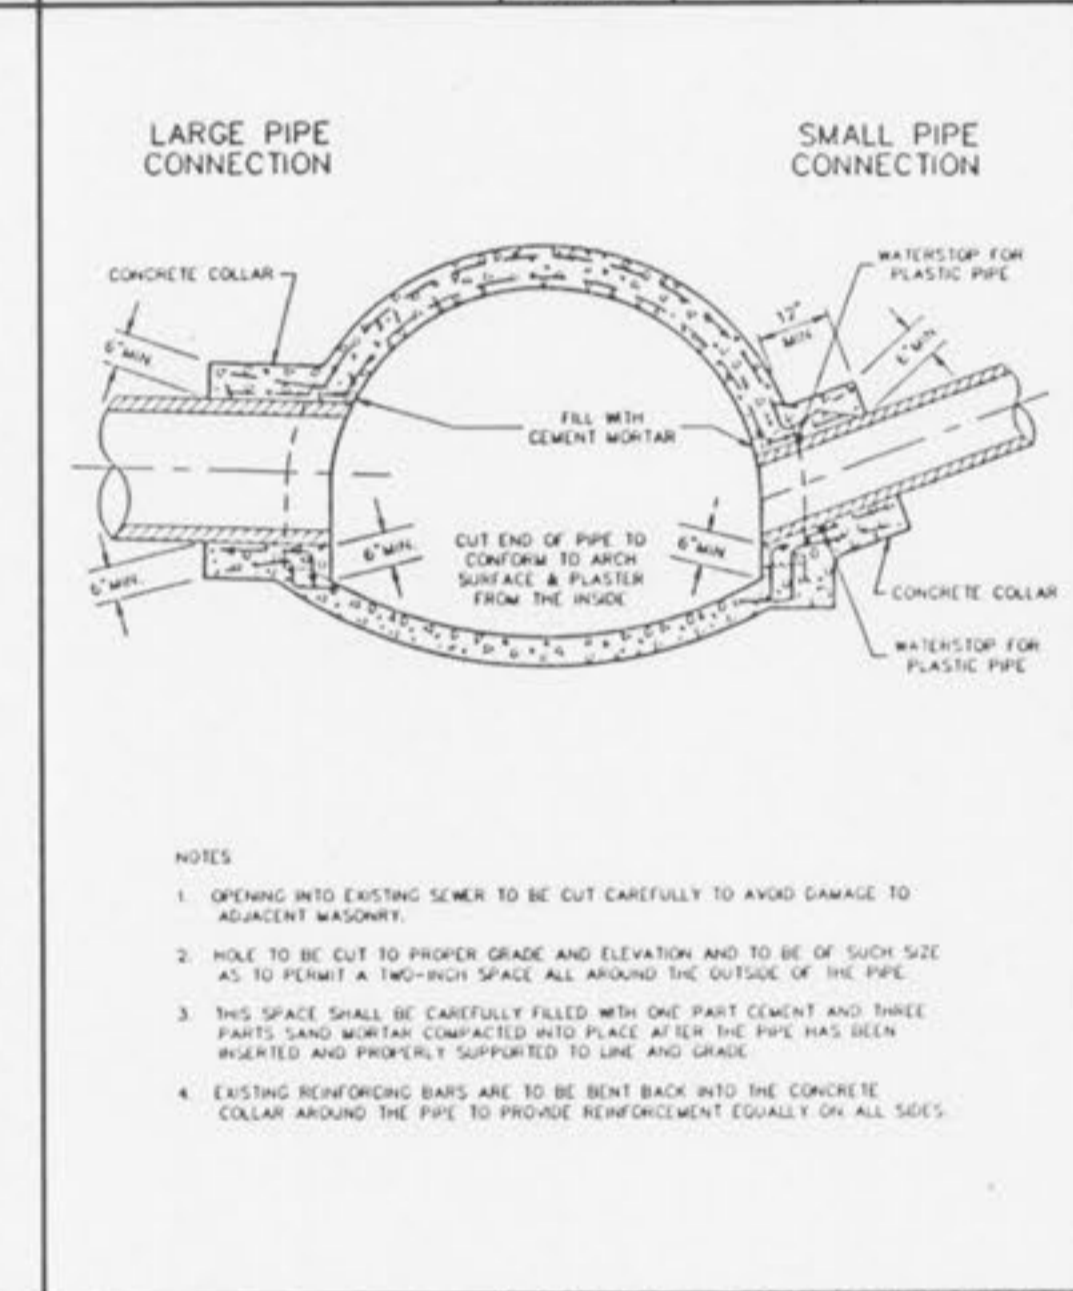 LARGE PIPE
CONNECTION
SMALL PIPE
CONNECTION
CONCRETE COLLAR
WATERSTOP FOR
PLASTIC PIPE
6"MIN
12"
MIN
6"MIN.
FILL WITH
CEMENT MORTAR
6"MIN.
6"MIN.
CUT END OF PIPE TO
CONFORM TO ARCH
SURFACE & PLASTER
FROM THE INSIDE
6"MIN
CONCRETE COLLAR
WATERSTOP FOR
PLASTIC PIPE
NOTES
1. OPENING INTO EXISTING SEWER TO BE CUT CAREFULLY TO AVOID DAMAGE TO
ADJACENT MASONRY.
2. HOLE TO BE CUT TO PROPER GRADE AND ELEVATION AND TO BE OF SUCH SIZE
AS TO PERMIT A TWO-INCH SPACE ALL AROUND THE OUTSIDE OF THE PIPE
3. THIS SPACE SHALL BE CAREFULLY FILLED WITH ONE PART CEMENT AND THREE
PARTS SAND MORTAR COMPACTED INTO PLACE AFTER THE PIPE HAS BEEN
INSERTED AND PROPERLY SUPPORTED TO LINE AND GRADE
4. EXISTING REINFORCING BARS ARE TO BE BENT BACK INTO THE CONCRETE
COLLAR AROUND THE PIPE TO PROVIDE REINFORCEMENT EQUALLY ON ALL SIDES.